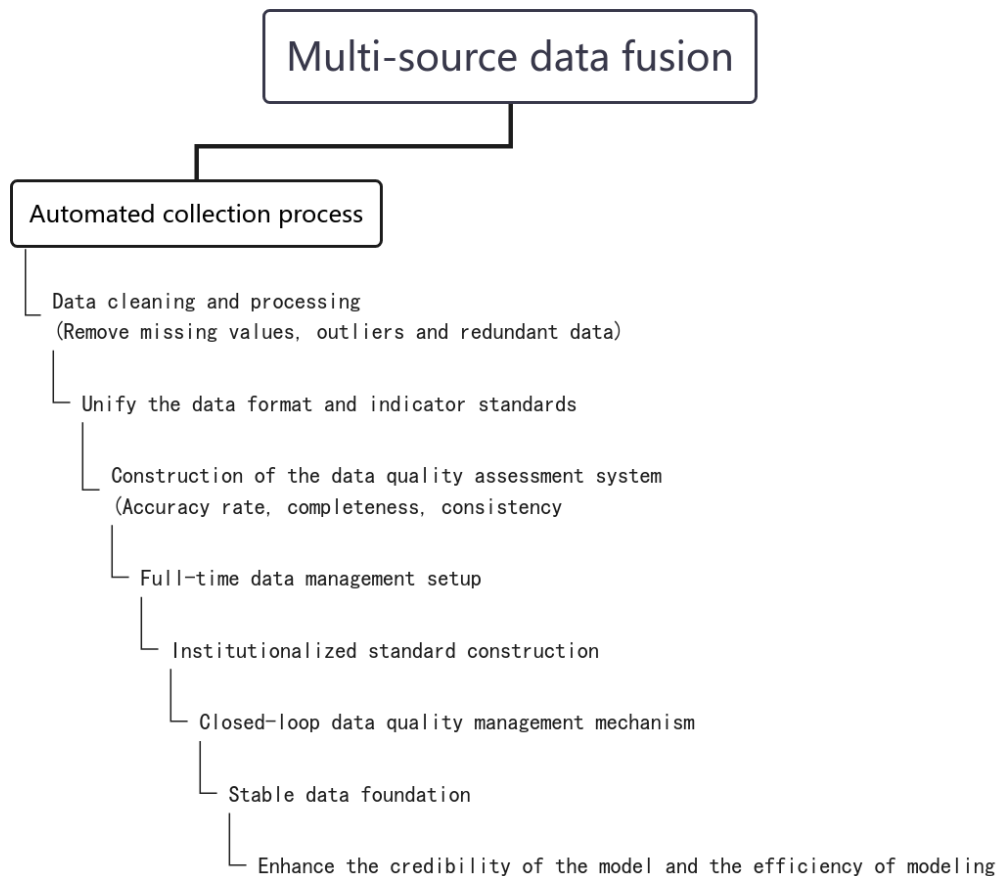 Multi-source data fusion
Automated collection process
Data cleaning and processing
(Remove missing values, outliers and redundant data)
Unify the data format and indicator standards
Construction of the data quality assessment system
(Accuracy rate, completeness, consistency
Full-time data management setup
Institutionalized standard construction
Closed-loop data quality management mechanism
Stable data foundation
Enhance the credibility of the model and the efficiency of modeling